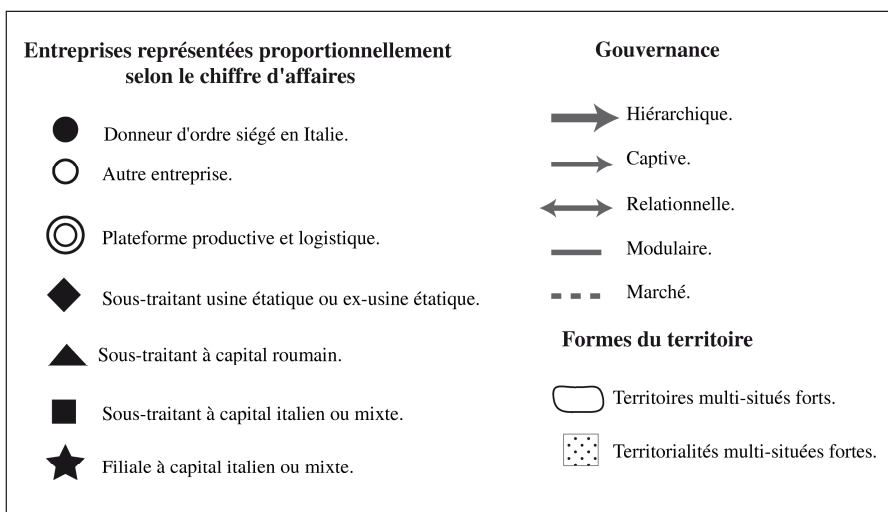 Entreprises représentées proportionnellement
selon le chiffre d'affaires
Donneur d'ordre siégé en Italie.
Autre entreprise.
Plateforme productive et logistique.
Sous-traitant usine étatique ou ex-usine étatique.
Sous-traitant à capital roumain.
Sous-traitant à capital italien ou mixte.
Filiale à capital italien ou mixte.
Gouvernance
Hiérarchique.
Captive.
Relationnelle.
Modulaire.
Marché.
Formes du territoire
Territoires multi-situés forts.
Territorialités multi-situées fortes.